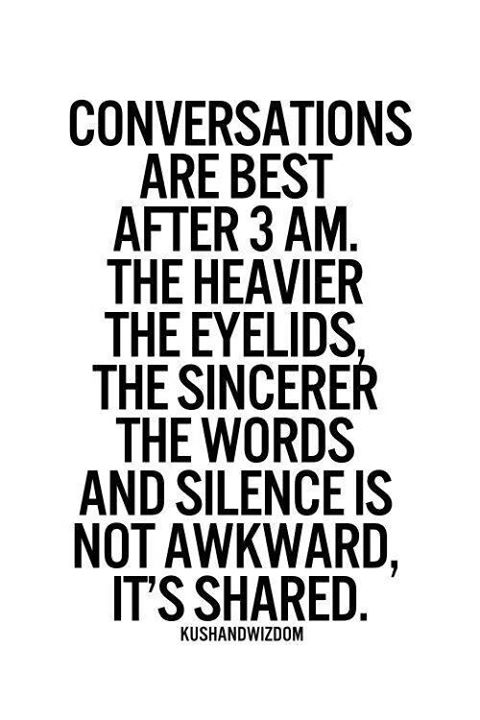 CONVERSATIONS
ARE BEST
AFTER 3 AM.
THE HEAVIER
THE EYELIDS,
THE SINCERER
THE WORDS
AND SILENCE IS
NOT AWKWARD,
IT'S SHARED.
KUSHANDWIZDOM